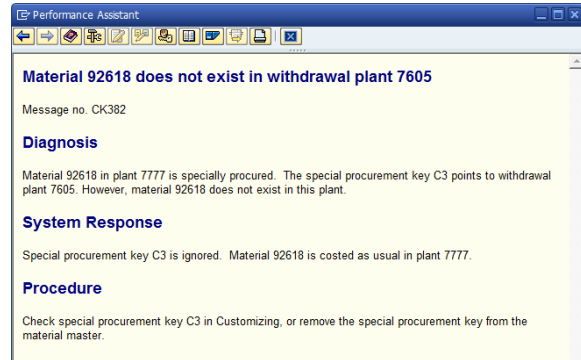 Performance Assistant
Material 92618 does not exist in withdrawal plant 7605
Message no. CK382
Diagnosis
Material 92618 in plant 7777 is specially procured. The special procurement key C3 points to withdrawal
plant 7605. However, material 92618 does not exist in this plant.
System Response
Special procurement key C3 is ignored. Material 92618 is costed as usual in plant 7777.
Procedure
Check special procurement key C3 in Customizing, or remove the special procurement key from the
material master.